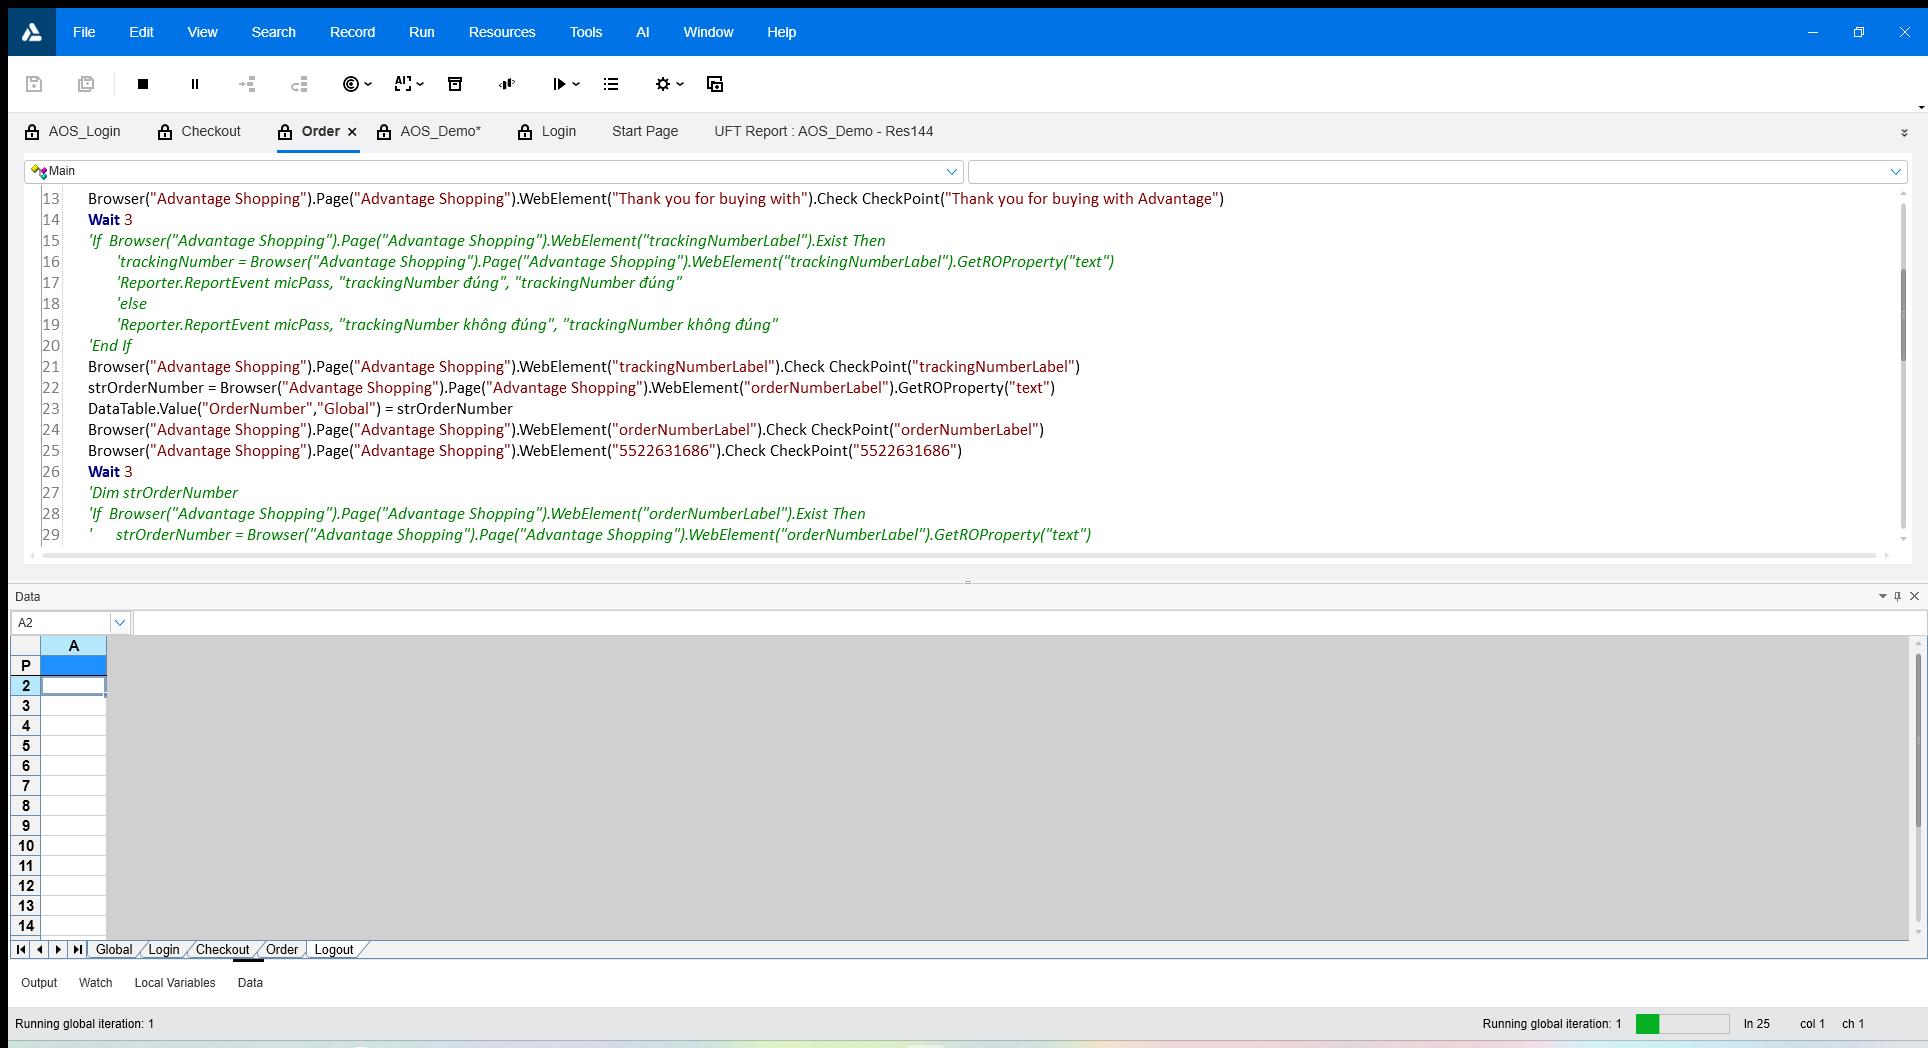 File Edit View Search Record Run Resources Tools AI Window Help
AOS_Login Checkout Order AOS_Demo* Login Start Page UFT Report : AOS_Demo - Res144
Main
13 Browser("Advantage Shopping").Page("Advantage Shopping").WebElement("Thank you for buying with").Check CheckPoint("Thank you for buying with Advantage")
14 Wait 3
15 'If  Browser("Advantage Shopping").Page("Advantage Shopping").WebElement("trackingNumberLabel").Exist Then
16 'trackingNumber = Browser("Advantage Shopping").Page("Advantage Shopping").WebElement("trackingNumberLabel").GetROProperty("text")
17 'Reporter.ReportEvent micPass, "trackingNumber đúng", "trackingNumber đúng"
18 'else
19 'Reporter.ReportEvent micPass, "trackingNumber không đúng", "trackingNumber không đúng"
20 'End If
21 Browser("Advantage Shopping").Page("Advantage Shopping").WebElement("trackingNumberLabel").Check CheckPoint("trackingNumberLabel")
22 strOrderNumber = Browser("Advantage Shopping").Page("Advantage Shopping").WebElement("orderNumberLabel").GetROProperty("text")
23 DataTable.Value("OrderNumber","Global") = strOrderNumber
24 Browser("Advantage Shopping").Page("Advantage Shopping").WebElement("orderNumberLabel").Check CheckPoint("orderNumberLabel")
25 Browser("Advantage Shopping").Page("Advantage Shopping").WebElement("5522631686").Check CheckPoint("5522631686")
26 Wait 3
27 'Dim strOrderNumber
28 'If  Browser("Advantage Shopping").Page("Advantage Shopping").WebElement("orderNumberLabel").Exist Then
29 ' strOrderNumber = Browser("Advantage Shopping").Page("Advantage Shopping").WebElement("orderNumberLabel").GetROProperty("text")
Data
A2
A
P
2
3
4
5
6
7
8
9
10
11
12
13
14
Global Login Checkout Order Logout
Output Watch Local Variables Data
Running global iteration: 1 Running global iteration: 1 ln 25 col 1 ch 1